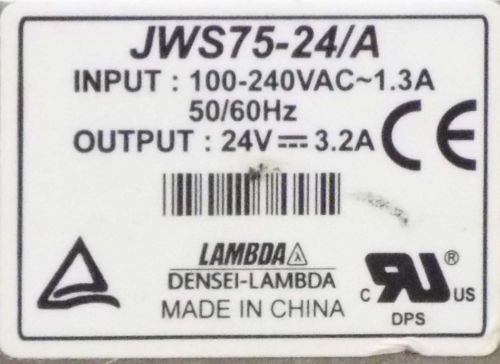 JWS75-24/A
INPUT : 100-240VAC~1.3A
50/60Hz
OUTPUT : 24V⎓3.2A
CE
LAMBDA
DENSEI-LAMBDA
MADE IN CHINA
c RU ® US
DPS